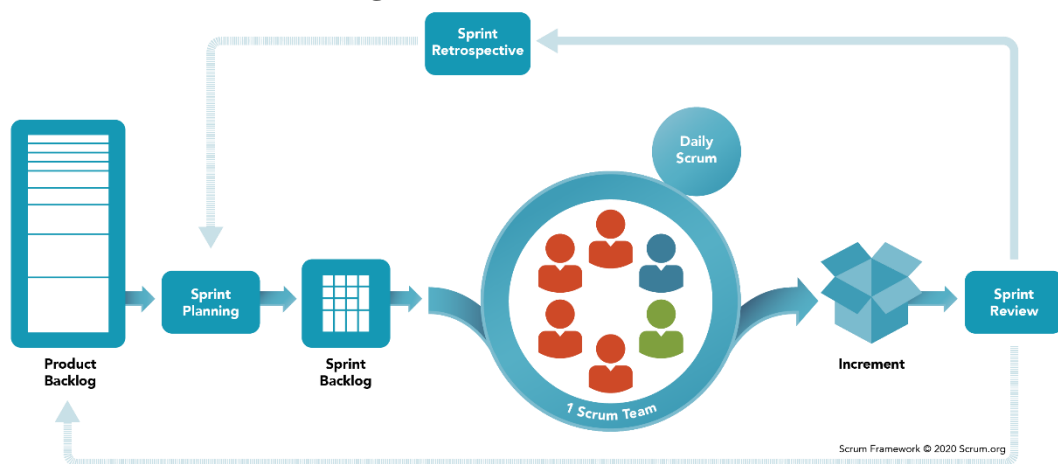 Sprint
Retrospective
Daily
Scrum
Sprint
Planning
Sprint
Review
Product
Backlog
Sprint
Backlog
1 Scrum Team
Increment
Scrum Framework © 2020 Scrum.org